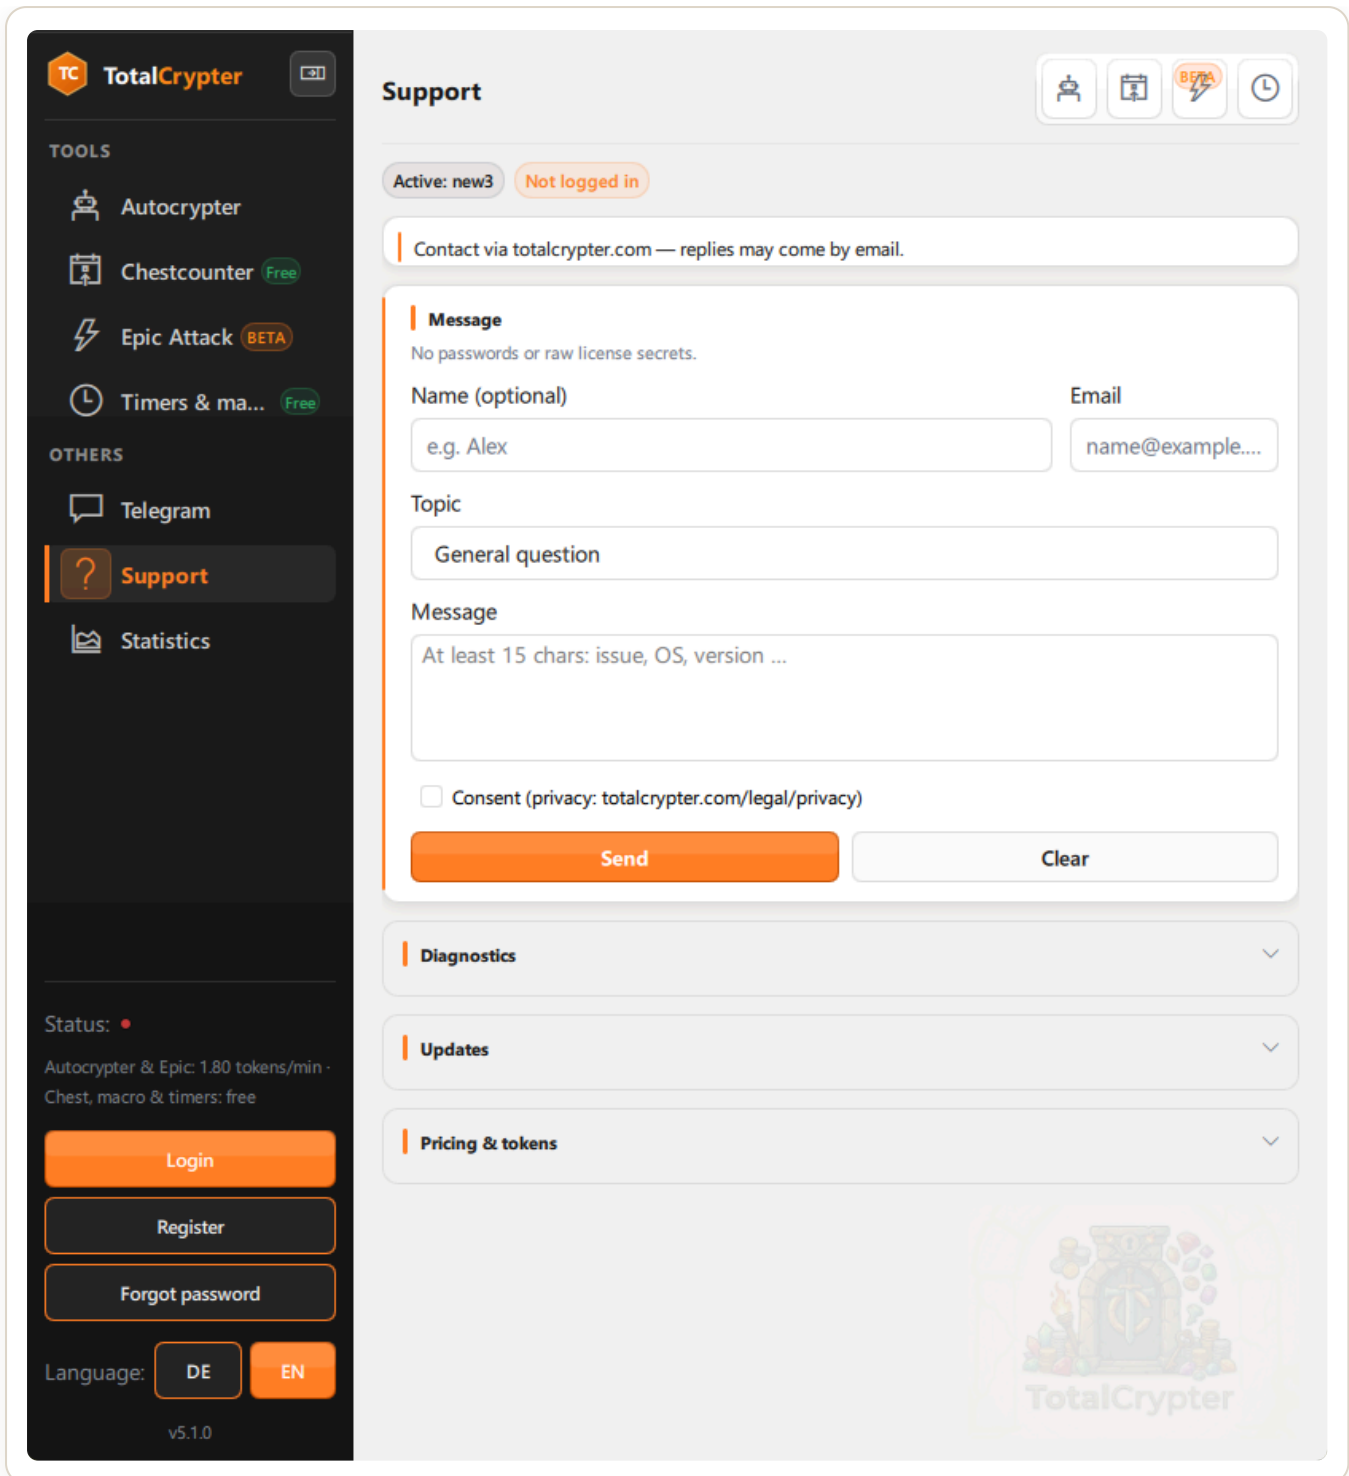 TC
TotalCrypter
TOOLS
Autocrypter
Chestcounter Free
Epic Attack BETA
Timers & ma... Free
OTHERS
Telegram
Support
Statistics
Status:
Autocrypter & Epic: 1.80 tokens/min ·
Chest, macro & timers: free
Login
Register
Forgot password
Language: DE EN
v5.1.0
Support
BETA
Active: new3 Not logged in
Contact via totalcrypter.com — replies may come by email.
Message
No passwords or raw license secrets.
Name (optional) Email
e.g. Alex name@example....
Topic
General question
Message
At least 15 chars: issue, OS, version ...
Consent (privacy: totalcrypter.com/legal/privacy)
Send Clear
Diagnostics
Updates
Pricing & tokens
TotalCrypter